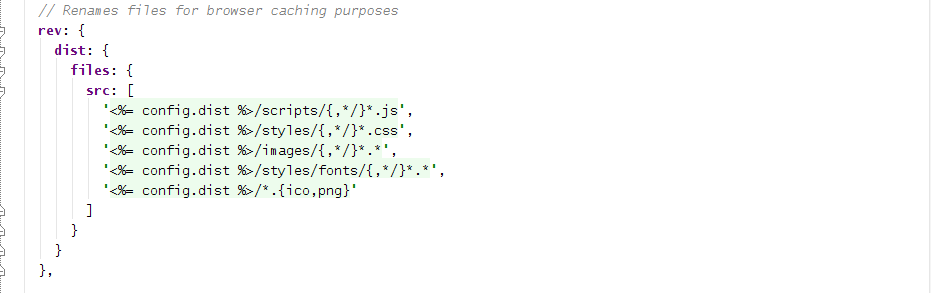 // Renames files for browser caching purposes
rev: {
dist: {
files: {
src: [
'<%= config.dist %>/scripts/{,*/}*.js',
'<%= config.dist %>/styles/{,*/}*.css',
'<%= config.dist %>/images/{,*/}*.*',
'<%= config.dist %>/styles/fonts/{,*/}*.*',
'<%= config.dist %>/*.{ico,png}'
]
}
}
},